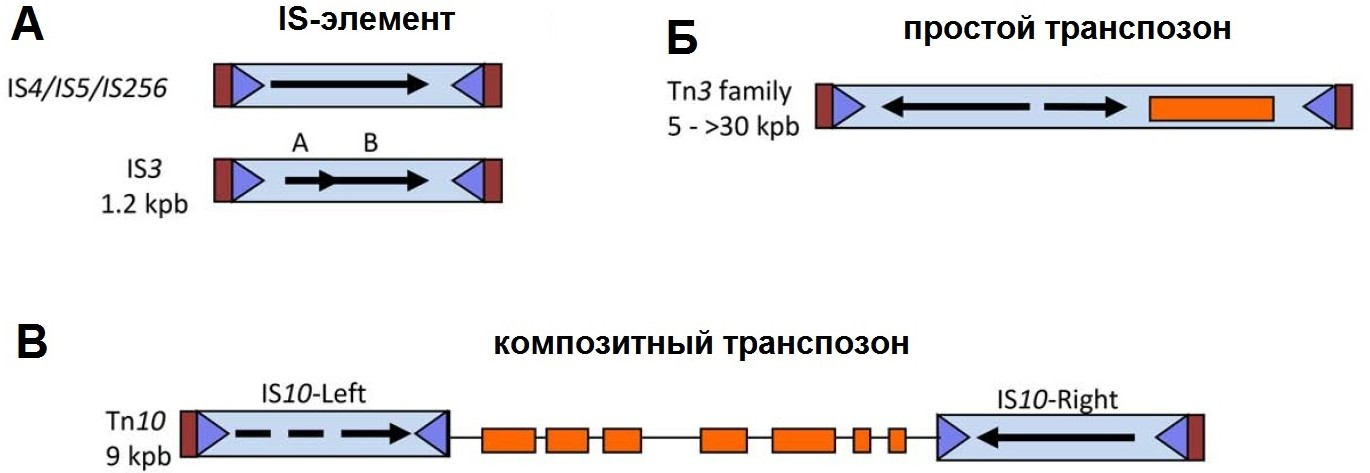 А
IS-элемент
IS4/IS5/IS256
A B
IS3
1.2 kpb
Б
простой транспозон
Tn3 family
5 - >30 kpb
В
композитный транспозон
IS10-Left
IS10-Right
Tn10
9 kpb